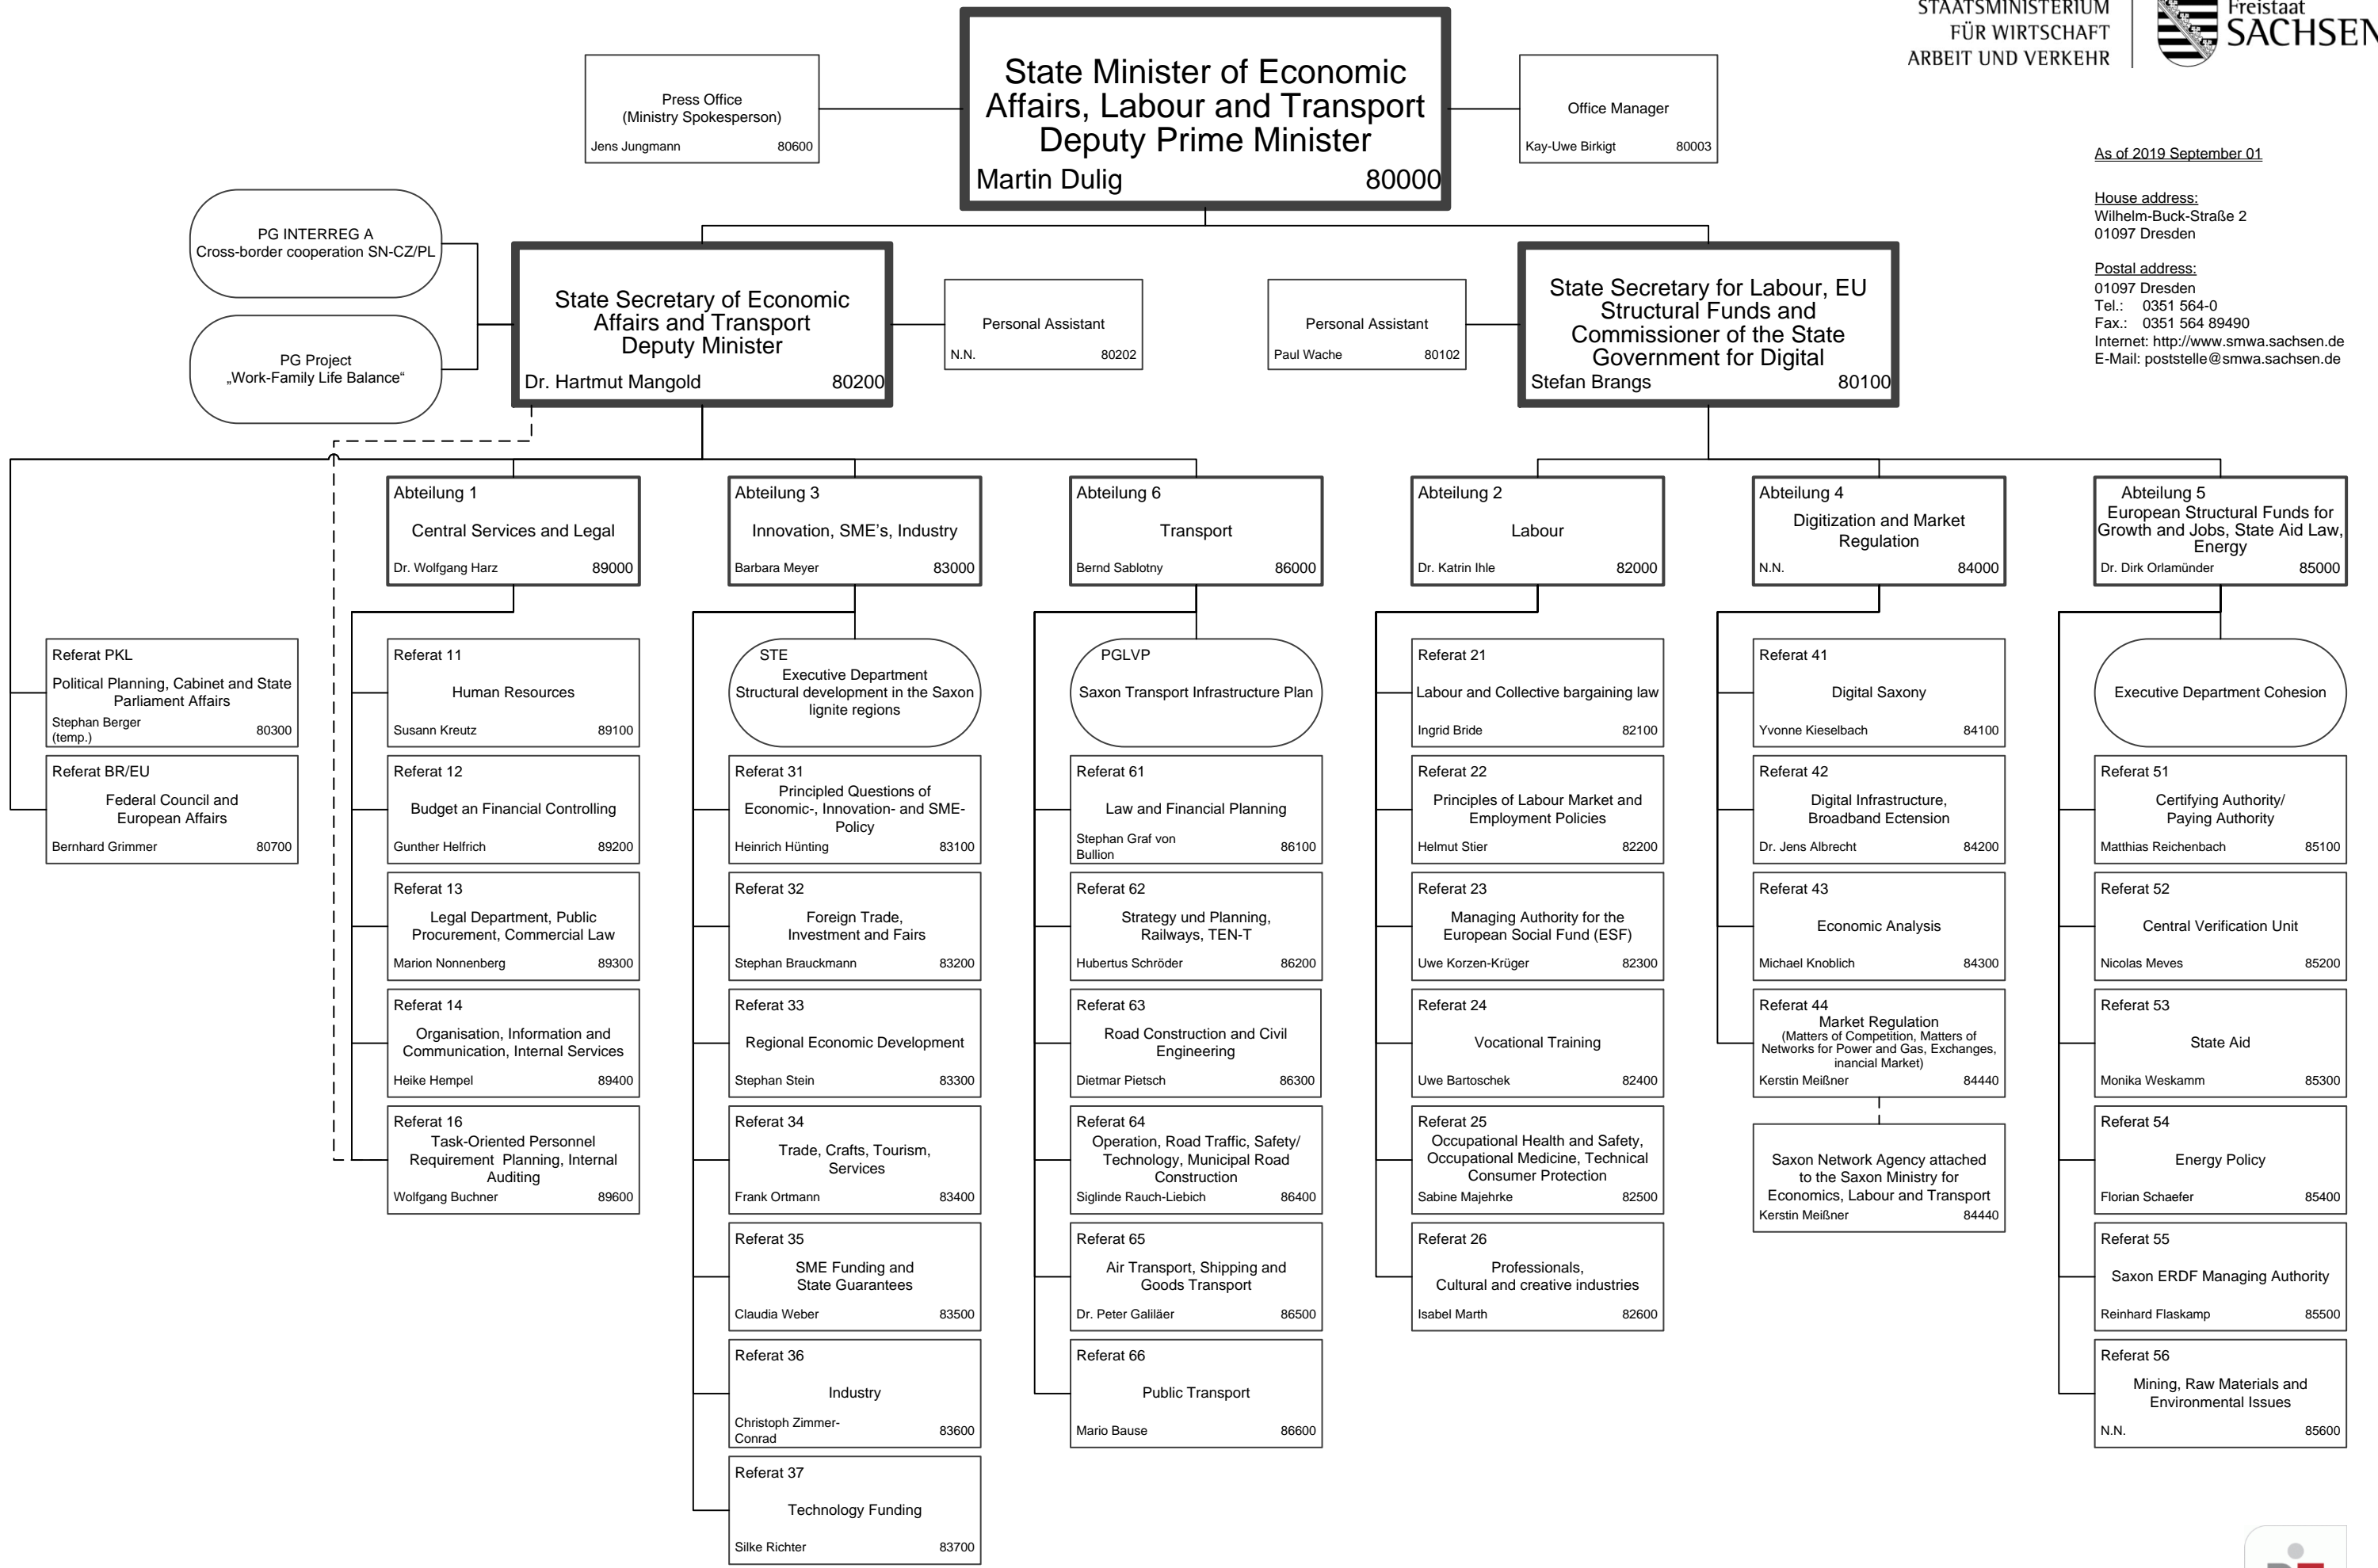 STAATSMINISTERIUM
FÜR WIRTSCHAFT
ARBEIT UND VERKEHR
Freistaat
SACHSEN
State Minister of Economic
Affairs, Labour and Transport
Deputy Prime Minister
Martin Dulig 80000
Press Office
(Ministry Spokesperson)
Jens Jungmann 80600
Office Manager
Kay-Uwe Birkigt 80003
As of 2019 September 01
House address:
Wilhelm-Buck-Straße 2
01097 Dresden
Postal address:
01097 Dresden
Tel.: 0351 564-0
Fax.: 0351 564 89490
Internet: http://www.smwa.sachsen.de
E-Mail: poststelle@smwa.sachsen.de
PG INTERREG A
Cross-border cooperation SN-CZ/PL
PG Project
„Work-Family Life Balance“
State Secretary of Economic
Affairs and Transport
Deputy Minister
Dr. Hartmut Mangold 80200
Personal Assistant
N.N. 80202
Personal Assistant
Paul Wache 80102
State Secretary for Labour, EU
Structural Funds and
Commissioner of the State
Government for Digital
Stefan Brangs 80100
Referat PKL
Political Planning, Cabinet and State
Parliament Affairs
Stephan Berger
(temp.) 80300
Referat BR/EU
Federal Council and
European Affairs
Bernhard Grimmer 80700
Abteilung 1
Central Services and Legal
Dr. Wolfgang Harz 89000
Referat 11
Human Resources
Susann Kreutz 89100
Referat 12
Budget an Financial Controlling
Gunther Helfrich 89200
Referat 13
Legal Department, Public
Procurement, Commercial Law
Marion Nonnenberg 89300
Referat 14
Organisation, Information and
Communication, Internal Services
Heike Hempel 89400
Referat 16
Task-Oriented Personnel
Requirement Planning, Internal
Auditing
Wolfgang Buchner 89600
Abteilung 3
Innovation, SME's, Industry
Barbara Meyer 83000
STE
Executive Department
Structural development in the Saxon
lignite regions
Referat 31
Principled Questions of
Economic-, Innovation- and SME-
Policy
Heinrich Hünting 83100
Referat 32
Foreign Trade,
Investment and Fairs
Stephan Brauckmann 83200
Referat 33
Regional Economic Development
Stephan Stein 83300
Referat 34
Trade, Crafts, Tourism,
Services
Frank Ortmann 83400
Referat 35
SME Funding and
State Guarantees
Claudia Weber 83500
Referat 36
Industry
Christoph Zimmer-
Conrad 83600
Referat 37
Technology Funding
Silke Richter 83700
Abteilung 6
Transport
Bernd Sablotny 86000
PGLVP
Saxon Transport Infrastructure Plan
Referat 61
Law and Financial Planning
Stephan Graf von
Bullion 86100
Referat 62
Strategy und Planning,
Railways, TEN-T
Hubertus Schröder 86200
Referat 63
Road Construction and Civil
Engineering
Dietmar Pietsch 86300
Referat 64
Operation, Road Traffic, Safety/
Technology, Municipal Road
Construction
Siglinde Rauch-Liebich 86400
Referat 65
Air Transport, Shipping and
Goods Transport
Dr. Peter Galiläer 86500
Referat 66
Public Transport
Mario Bause 86600
Abteilung 2
Labour
Dr. Katrin Ihle 82000
Referat 21
Labour and Collective bargaining law
Ingrid Bride 82100
Referat 22
Principles of Labour Market and
Employment Policies
Helmut Stier 82200
Referat 23
Managing Authority for the
European Social Fund (ESF)
Uwe Korzen-Krüger 82300
Referat 24
Vocational Training
Uwe Bartoschek 82400
Referat 25
Occupational Health and Safety,
Occupational Medicine, Technical
Consumer Protection
Sabine Majehrke 82500
Referat 26
Professionals,
Cultural and creative industries
Isabel Marth 82600
Abteilung 4
Digitization and Market
Regulation
N.N. 84000
Referat 41
Digital Saxony
Yvonne Kieselbach 84100
Referat 42
Digital Infrastructure,
Broadband Ectension
Dr. Jens Albrecht 84200
Referat 43
Economic Analysis
Michael Knoblich 84300
Referat 44
Market Regulation
(Matters of Competition, Matters of
Networks for Power and Gas, Exchanges,
inancial Market)
Kerstin Meißner 84440
Saxon Network Agency attached
to the Saxon Ministry for
Economics, Labour and Transport
Kerstin Meißner 84440
Abteilung 5
European Structural Funds for
Growth and Jobs, State Aid Law,
Energy
Dr. Dirk Orlamünder 85000
Executive Department Cohesion
Referat 51
Certifying Authority/
Paying Authority
Matthias Reichenbach 85100
Referat 52
Central Verification Unit
Nicolas Meves 85200
Referat 53
State Aid
Monika Weskamm 85300
Referat 54
Energy Policy
Florian Schaefer 85400
Referat 55
Saxon ERDF Managing Authority
Reinhard Flaskamp 85500
Referat 56
Mining, Raw Materials and
Environmental Issues
N.N. 85600